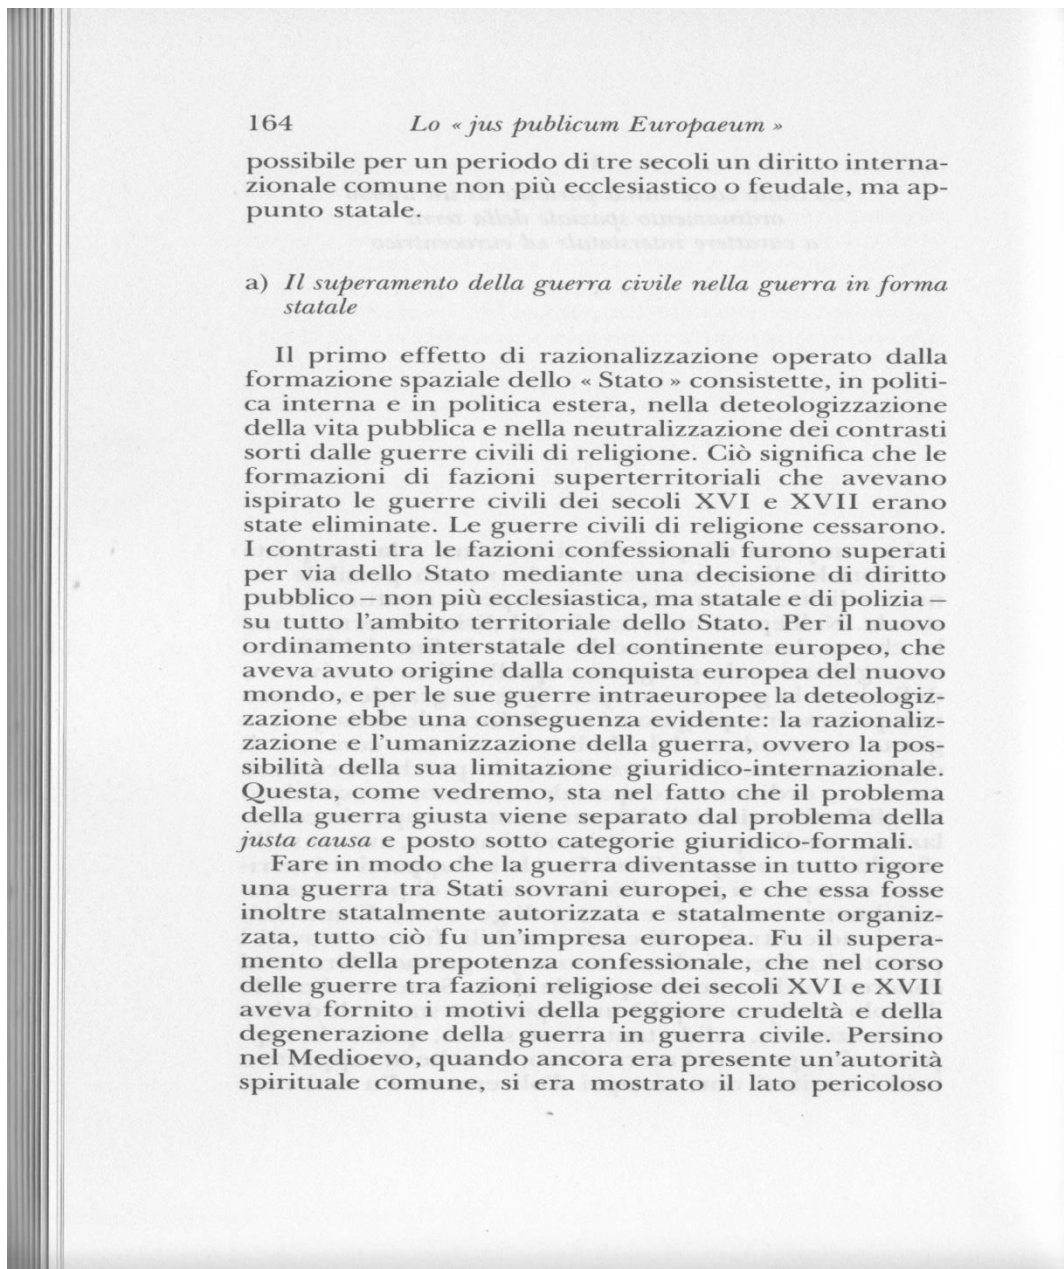 164 Lo « jus publicum Europaeum »
possibile per un periodo di tre secoli un diritto interna-
zionale comune non più ecclesiastico o feudale, ma ap-
punto statale.
a) Il superamento della guerra civile nella guerra in forma
statale
Il primo effetto di razionalizzazione operato dalla
formazione spaziale dello « Stato » consistette, in politi-
ca interna e in politica estera, nella deteologizzazione
della vita pubblica e nella neutralizzazione dei contrasti
sorti dalle guerre civili di religione. Ciò significa che le
formazioni di fazioni superterritoriali che avevano
ispirato le guerre civili dei secoli XVI e XVII erano
state eliminate. Le guerre civili di religione cessarono.
I contrasti tra le fazioni confessionali furono superati
per via dello Stato mediante una decisione di diritto
pubblico – non più ecclesiastica, ma statale e di polizia –
su tutto l'ambito territoriale dello Stato. Per il nuovo
ordinamento interstatale del continente europeo, che
aveva avuto origine dalla conquista europea del nuovo
mondo, e per le sue guerre intraeuropee la deteologiz-
zazione ebbe una conseguenza evidente: la razionaliz-
zazione e l'umanizzazione della guerra, ovvero la pos-
sibilità della sua limitazione giuridico-internazionale.
Questa, come vedremo, sta nel fatto che il problema
della guerra giusta viene separato dal problema della
justa causa e posto sotto categorie giuridico-formali.
Fare in modo che la guerra diventasse in tutto rigore
una guerra tra Stati sovrani europei, e che essa fosse
inoltre statalmente autorizzata e statalmente organiz-
zata, tutto ciò fu un'impresa europea. Fu il supera-
mento della prepotenza confessionale, che nel corso
delle guerre tra fazioni religiose dei secoli XVI e XVII
aveva fornito i motivi della peggiore crudeltà e della
degenerazione della guerra in guerra civile. Persino
nel Medioevo, quando ancora era presente un'autorità
spirituale comune, si era mostrato il lato pericoloso